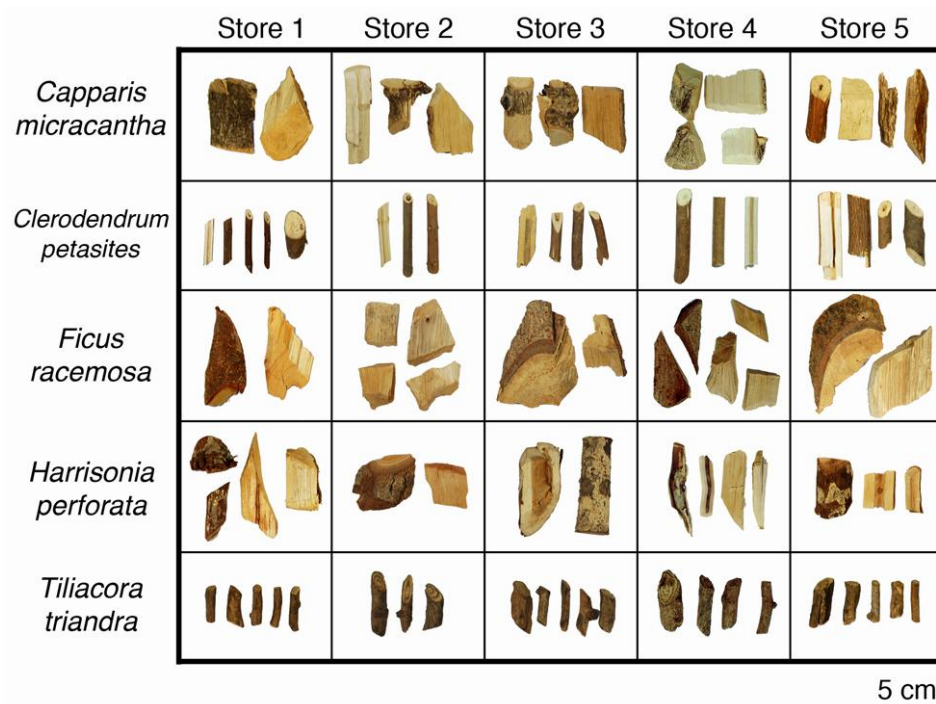 Store 1 Store 2 Store 3 Store 4 Store 5
Capparis
micracantha
Clerodendrum
petasites
Ficus
racemosa
Harrisonia
perforata
Tiliacora
triandra
5 cm